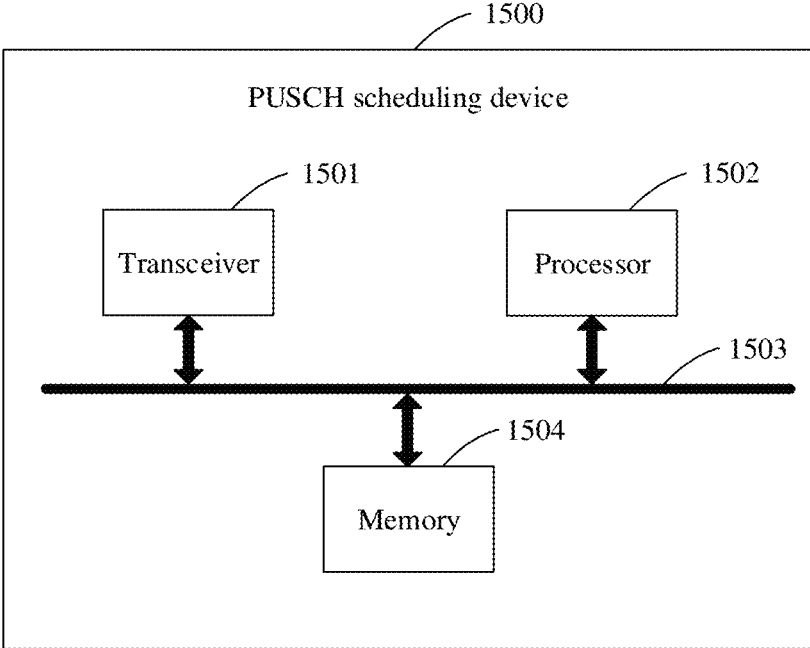 1500
PUSCH scheduling device
1501
1502
Transceiver
Processor
1503
1504
Memory